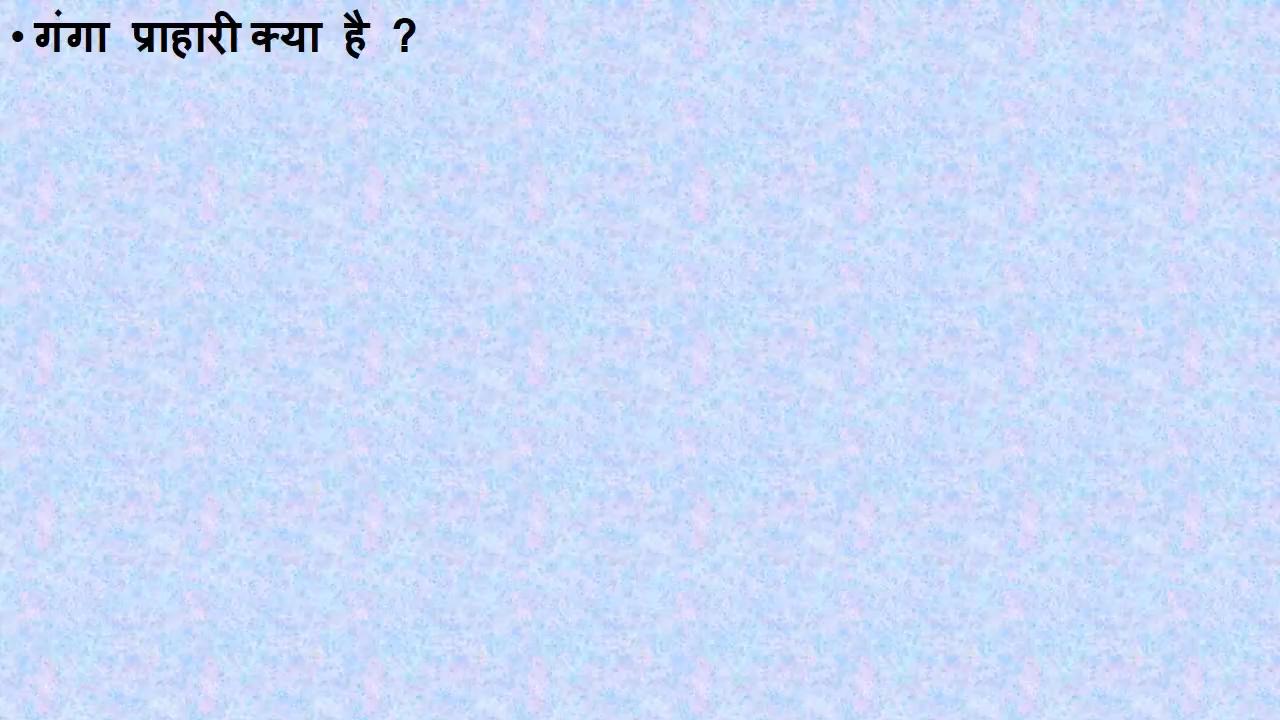 • गंगा प्राहारी क्या है ?